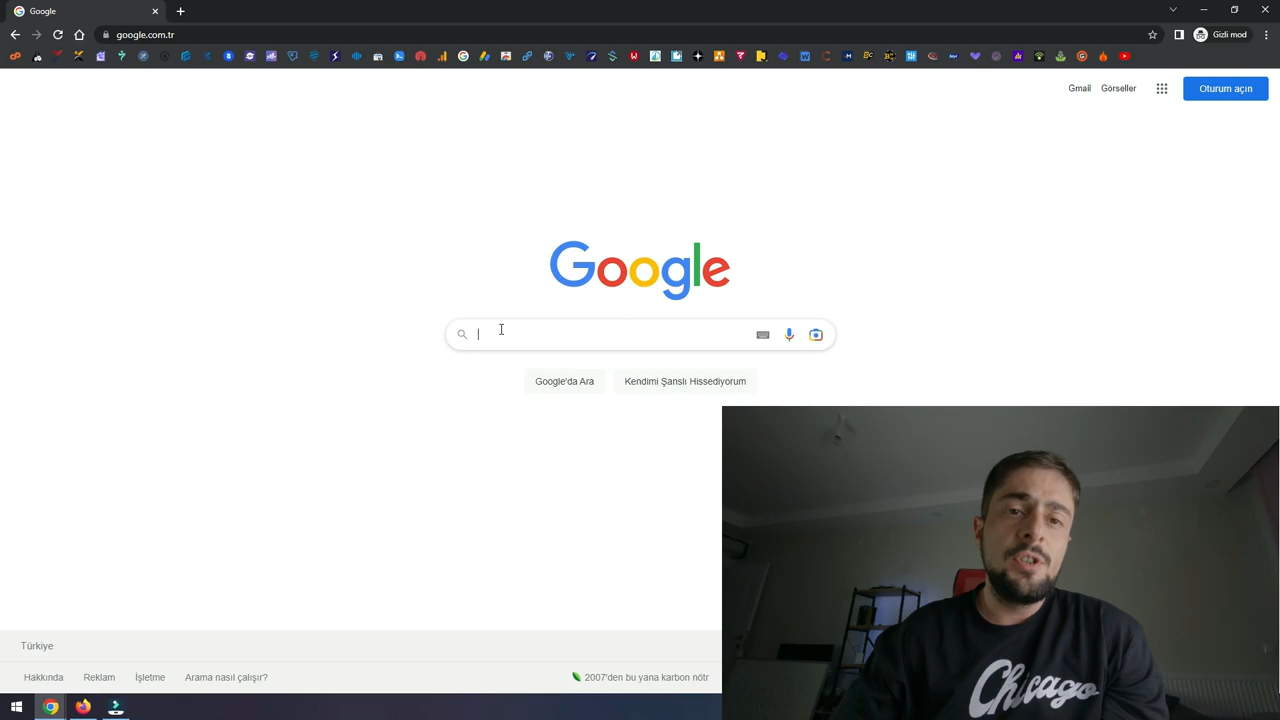 Google
google.com.tr
Gizli mod
Gmail
Görseller
Oturum açın
Google
Google'da Ara
Kendimi Şanslı Hissediyorum
Türkiye
Hakkında
Reklam
İşletme
Arama nasıl çalışır?
2007'den bu yana karbon nötr
Chicago